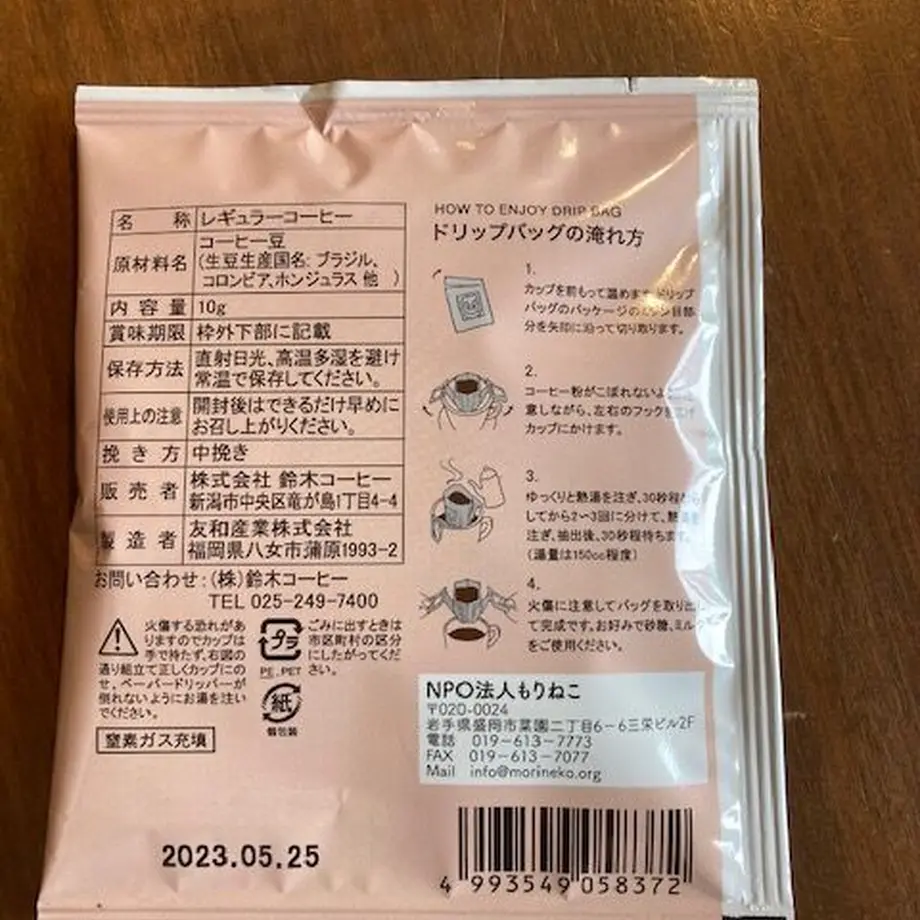 名称 レギュラーコーヒー
原材料名 コーヒー豆
(生豆生産国名: ブラジル、
コロンビア、ホンジュラス 他 )
内容量 10g
賞味期限 枠外下部に記載
保存方法 直射日光、高温多湿を避け
常温で保存してください。
使用上の注意 開封後はできるだけ早めに
お召し上がりください。
挽き方 中挽き
販売者 株式会社 鈴木コーヒー
新潟市中央区竜が島1丁目4-4
製造者 友和産業株式会社
福岡県八女市蒲原1993-2
お問い合わせ:(株)鈴木コーヒー
TEL 025-249-7400
火傷する恐れがあ
りますのでカップは
手で持たず、右図の
通り組立て正しくカップにの
せ、ペーパードリッパーが
倒れないようにお湯を注い
でください。
窒素ガス充填
プラ
PE、PET
ごみに出すときは
市区町村の区分
にしたがってくだ
さい。
紙
個包装
2023.05.25
HOW TO ENJOY DRIP BAG
ドリップバッグの淹れ方
1.
カップを前もって温めます ドリップ
バッグのパッケージの 目部
分を矢印に沿って切り取ります。
2.
コーヒー粉がこぼれないよ
意しながら、左右のフックを
カップにかけます。
3.
ゆっくりと熱湯を注ぎ、30秒程
してから2〜3回に分けて、熱
注ぎ、抽出後、30秒程待ちます。
(湯量は150cc程度)
4.
火傷に注意してバッグを取り出
て完成です。お好みで砂糖、ミル
をご使用ください。
NPO法人もりねこ
〒020-0024
岩手県盛岡市菜園二丁目6-6三栄ビル2F
電話 019-613-7773
FAX 019-613-7077
Mail info@morineko.org
4 993549 058372